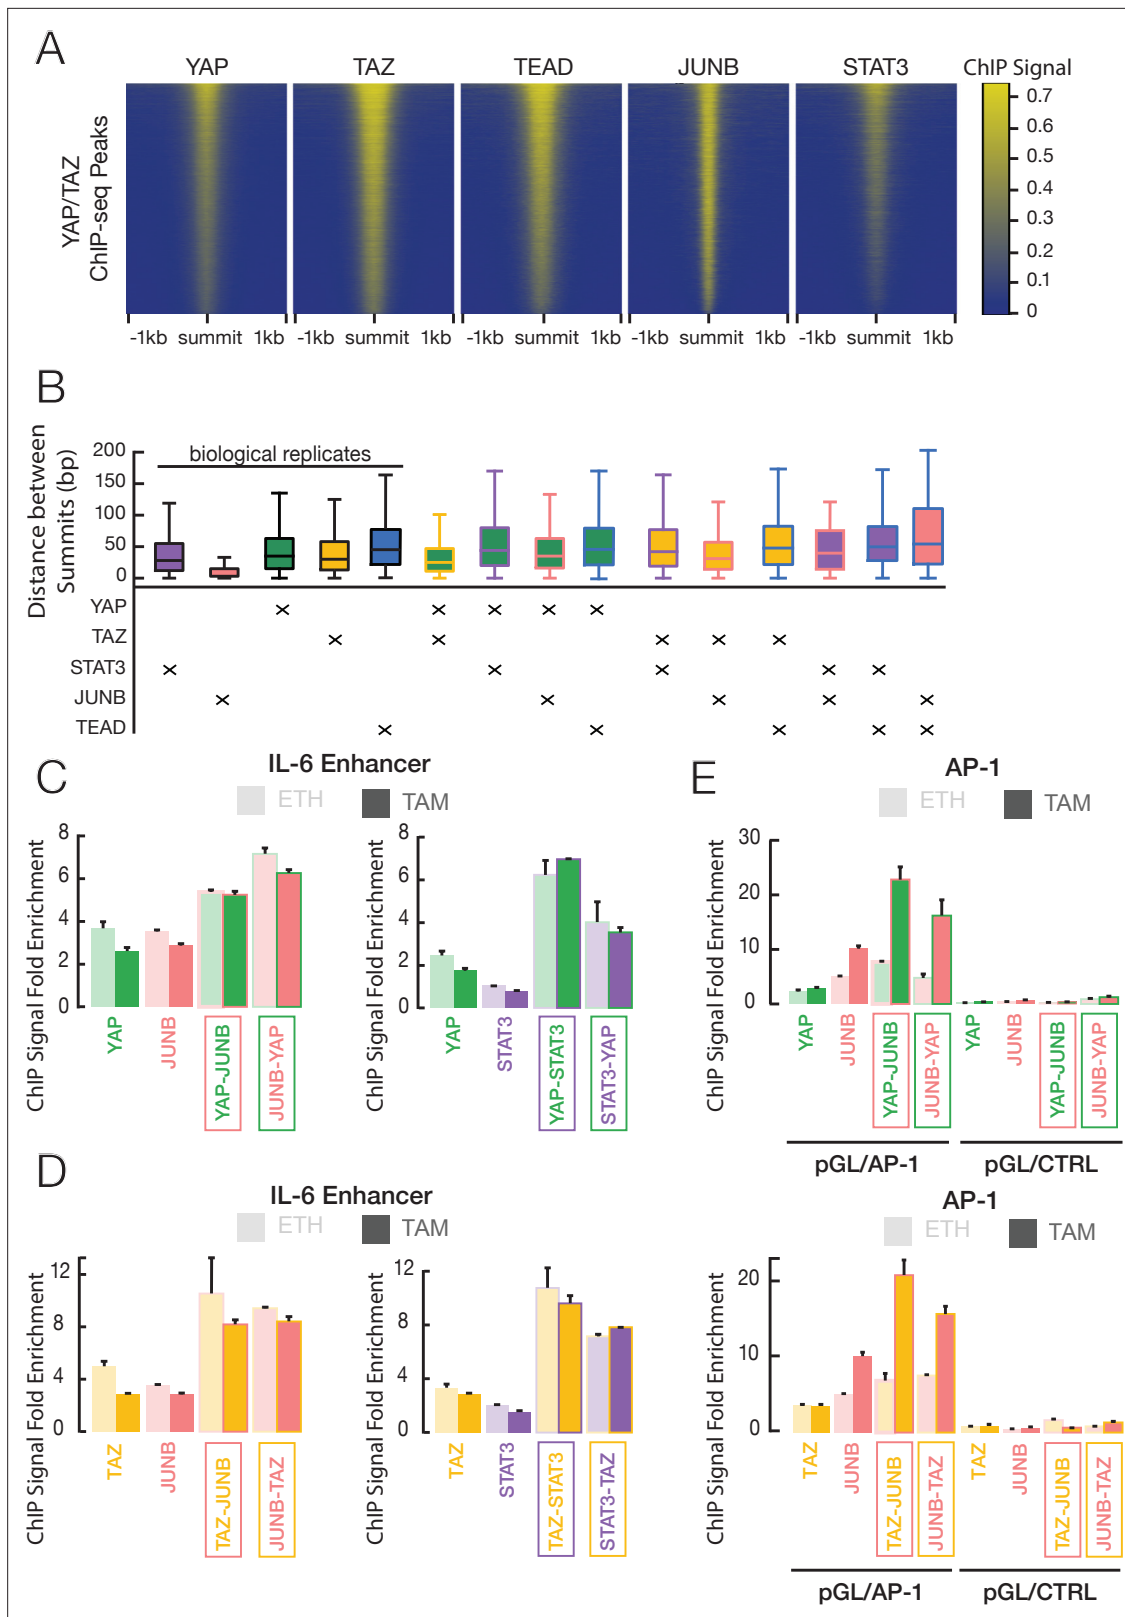 A
YAP TAZ TEAD JUNB STAT3 ChIP Signal
YAP/TAZ
ChIP-seq Peaks
0.7
0.6
0.5
0.4
0.3
0.2
0.1
0
-1kb summit 1kb -1kb summit 1kb -1kb summit 1kb -1kb summit 1kb -1kb summit 1kb
B
Distance between
Summits (bp)
biological replicates
200
150
100
50
0
YAP
TAZ
STAT3
JUNB
TEAD
C
IL-6 Enhancer
ETH TAM
ChIP Signal Fold Enrichment
8
6
4
2
0
YAP JUNB YAP-JUNB JUNB-YAP
ChIP Signal Fold Enrichment
8
6
4
2
0
YAP STAT3 YAP-STAT3 STAT3-YAP
E
AP-1
ETH TAM
ChIP Signal Fold Enrichment
30
20
10
0
YAP JUNB YAP-JUNB JUNB-YAP YAP JUNB YAP-JUNB JUNB-YAP
pGL/AP-1 pGL/CTRL
D
IL-6 Enhancer
ETH TAM
ChIP Signal Fold Enrichment
12
8
4
0
TAZ JUNB TAZ-JUNB JUNB-TAZ
ChIP Signal Fold Enrichment
12
8
4
0
TAZ STAT3 TAZ-STAT3 STAT3-TAZ
AP-1
ETH TAM
ChIP Signal Fold Enrichment
20
10
0
TAZ JUNB TAZ-JUNB JUNB-TAZ TAZ JUNB TAZ-JUNB JUNB-TAZ
pGL/AP-1 pGL/CTRL